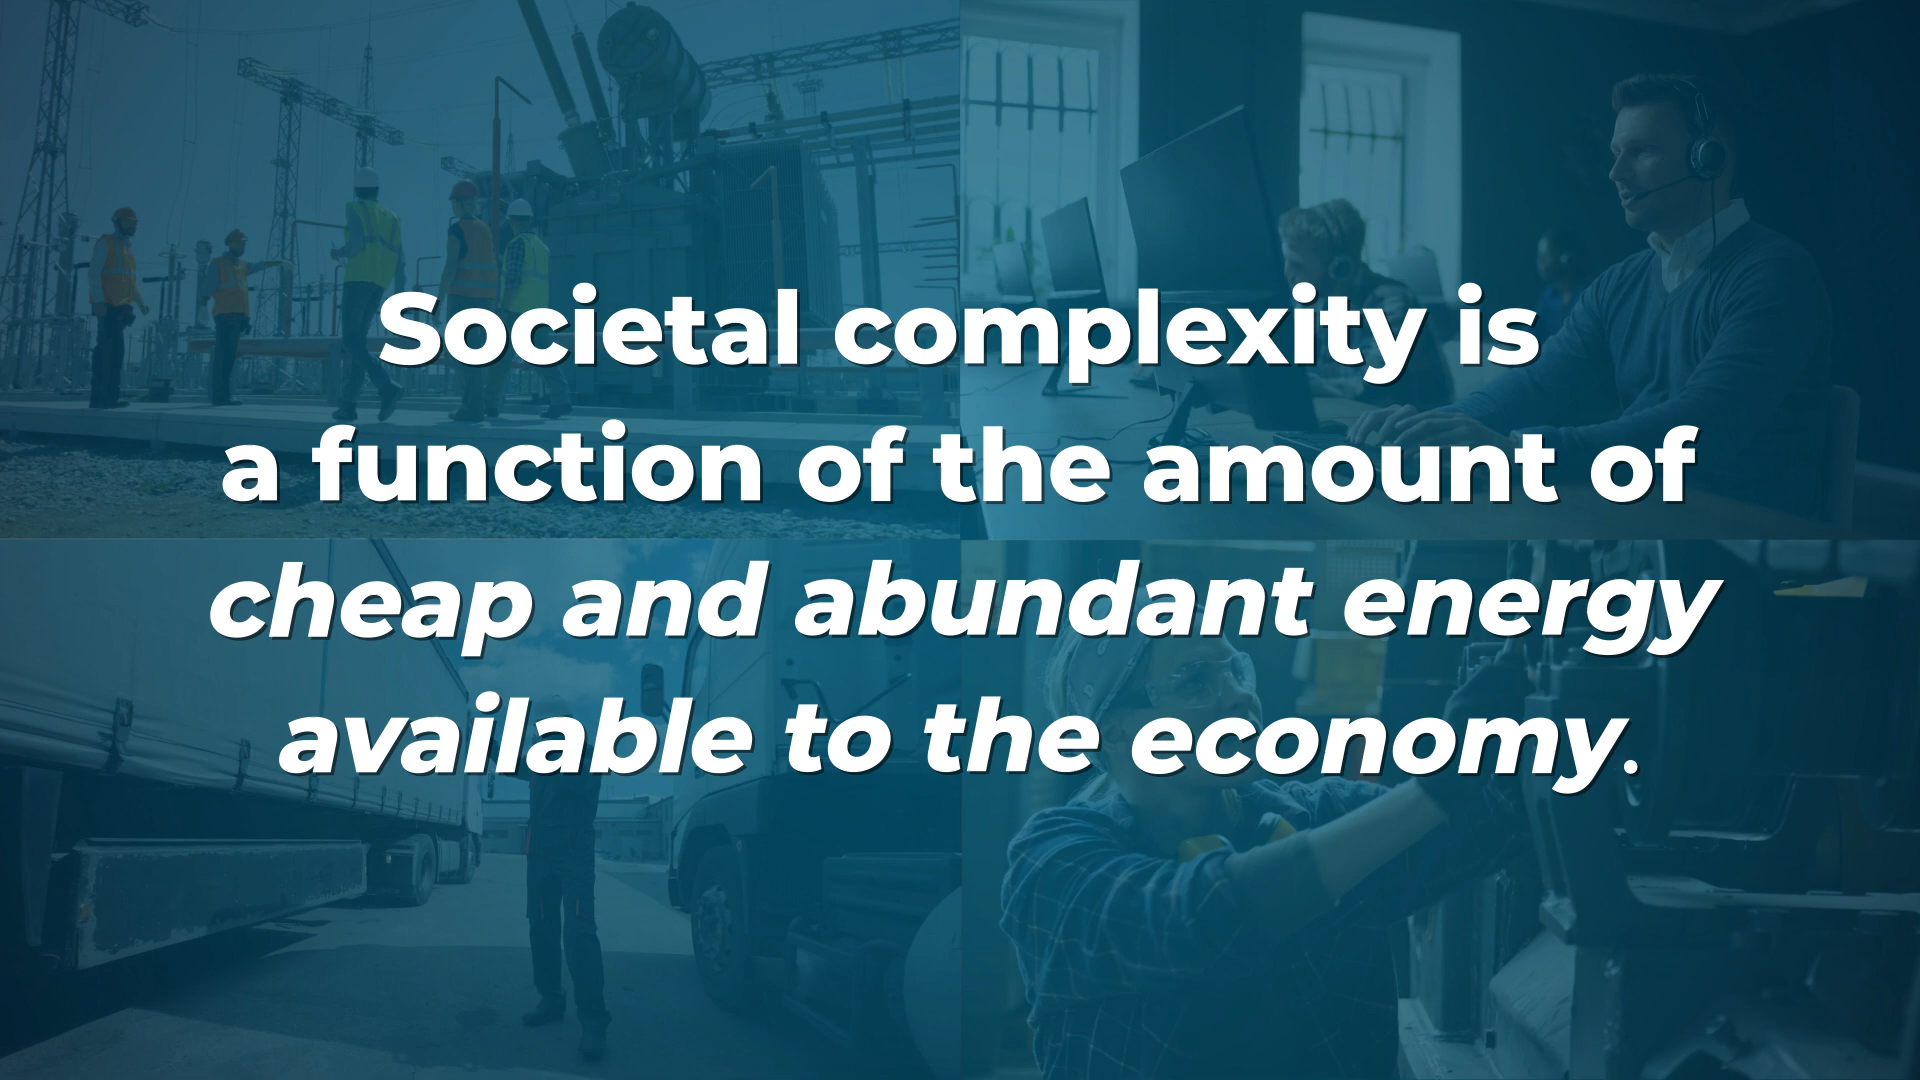 Societal complexity is
a function of the amount of
cheap and abundant energy
available to the economy.